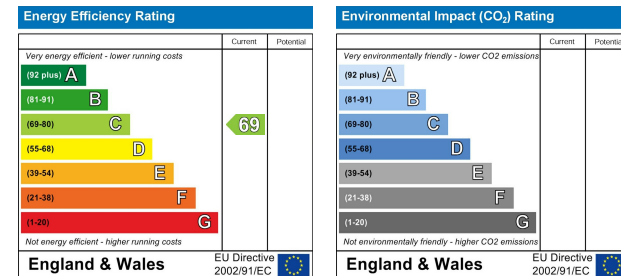 Energy Efficiency Rating
Current Potential
Very energy efficient - lower running costs
(92 plus) A
(81-91) B
(69-80) C
69
(55-68) D
(39-54) E
(21-38) F
(1-20) G
Not energy efficient - higher running costs
England & Wales
EU Directive
2002/91/EC
Environmental Impact (CO₂) Rating
Current Potentia
Very environmentally friendly - lower CO2 emissions
(92 plus) A
(81-91) B
(69-80) C
(55-68) D
(39-54) E
(21-38) F
(1-20) G
Not environmentally friendly - higher CO2 emissions
England & Wales
EU Directive
2002/91/EC